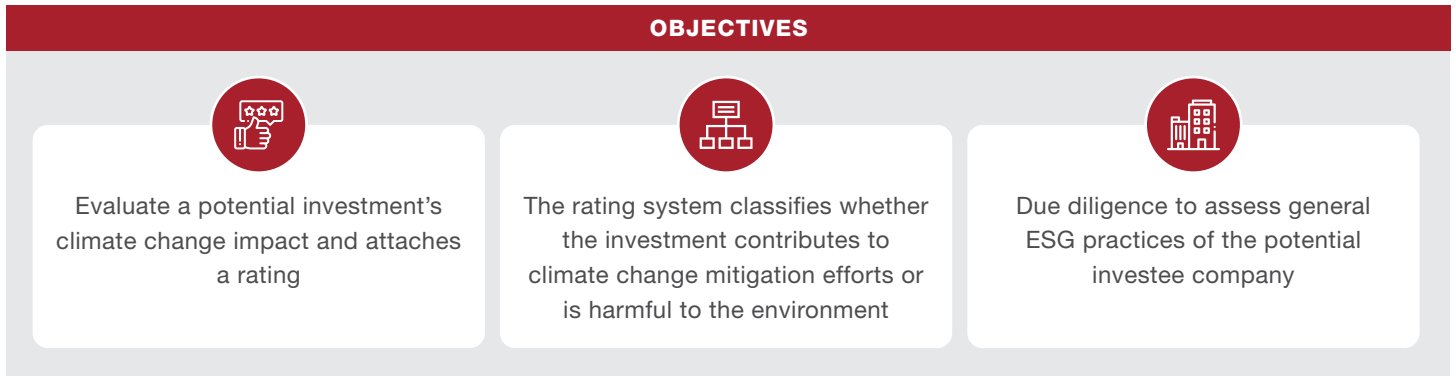 OBJECTIVES
Evaluate a potential investment’s
climate change impact and attaches
a rating
The rating system classifies whether
the investment contributes to
climate change mitigation efforts or
is harmful to the environment
Due diligence to assess general
ESG practices of the potential
investee company